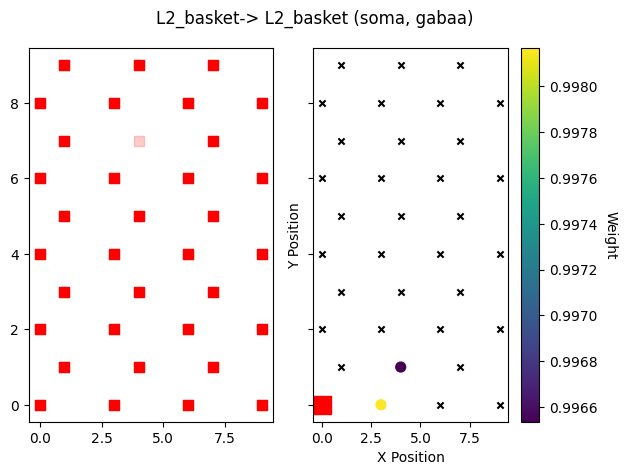 L2_basket-> L2_basket (soma, gabaa)
8
6
4
2
0
0.0 2.5 5.0 7.5
Y Position
0.0 2.5 5.0 7.5
X Position
0.9980
0.9978
0.9976
0.9974
0.9972
0.9970
0.9968
0.9966
Weight